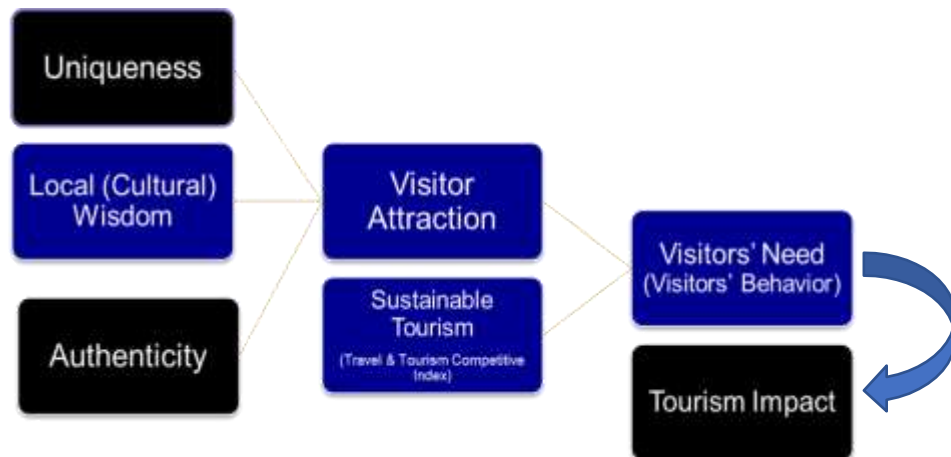 Uniqueness
Local (Cultural)
Wisdom
Authenticity
Visitor
Attraction
Sustainable
Tourism
(Travel & Tourism Competitive
Index)
Visitors' Need
(Visitors' Behavior)
Tourism Impact